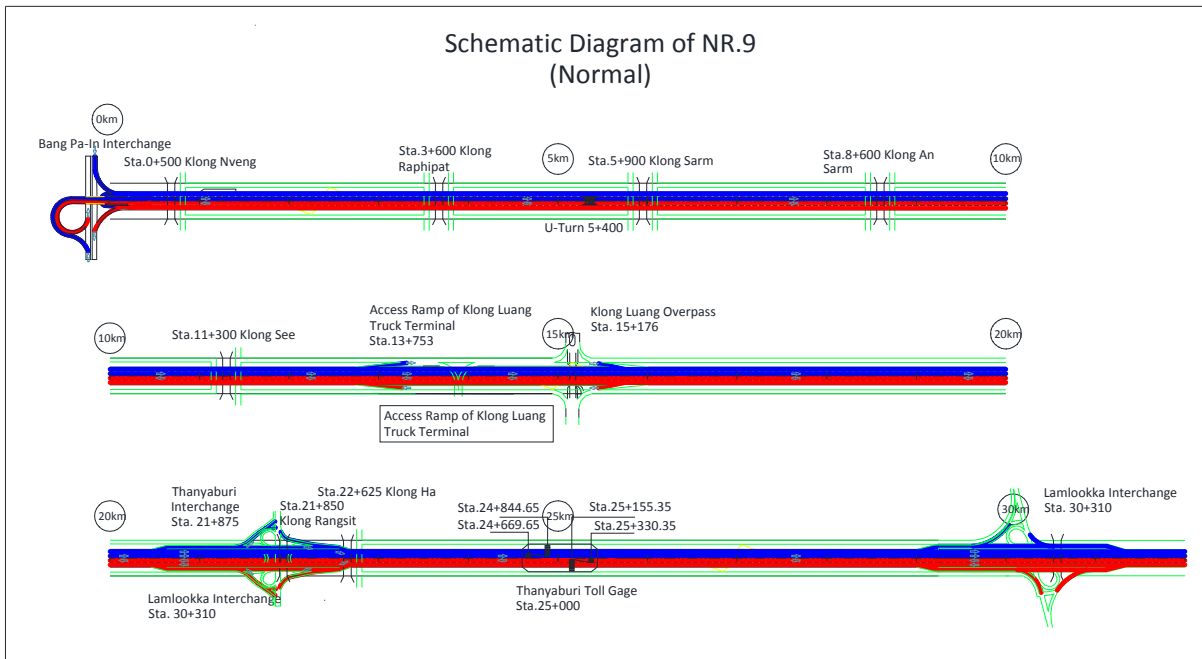 Schematic Diagram of NR.9
(Normal)
0km
Bang Pa-In Interchange
Sta.0+500 Klong Nveng
Sta.3+600 Klong
Raphipat
5km
Sta.5+900 Klong Sarm
Sta.8+600 Klong An
Sarm
10km
U-Turn 5+400
10km
Sta.11+300 Klong See
Access Ramp of Klong Luang
Truck Terminal
Sta.13+753
15km
Klong Luang Overpass
Sta. 15+176
20km
Access Ramp of Klong Luang
Truck Terminal
20km
Thanyaburi
Interchange
Sta. 21+875
Sta.21+850
Klong Rangsit
Sta.22+625 Klong Ha
Sta.24+844.65
Sta.24+669.65
25km
Sta.25+155.35
Sta.25+330.35
30km
Lamlookka Interchange
Sta. 30+310
Lamlookka Interchange
Sta. 30+310
Thanyaburi Toll Gage
Sta.25+000